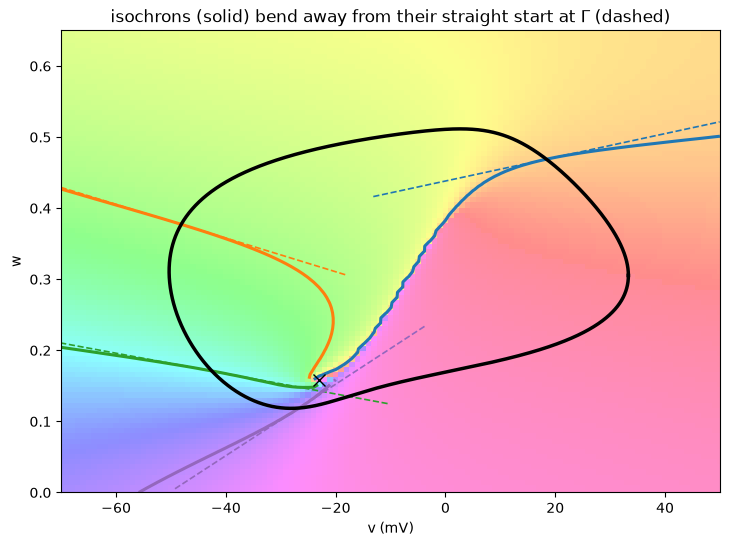 isochrons (solid) bend away from their straight start at Γ (dashed)
0.6
0.5
0.4
0.3
0.2
0.1
0.0
w
−60 −40 −20 0 20 40
v (mV)